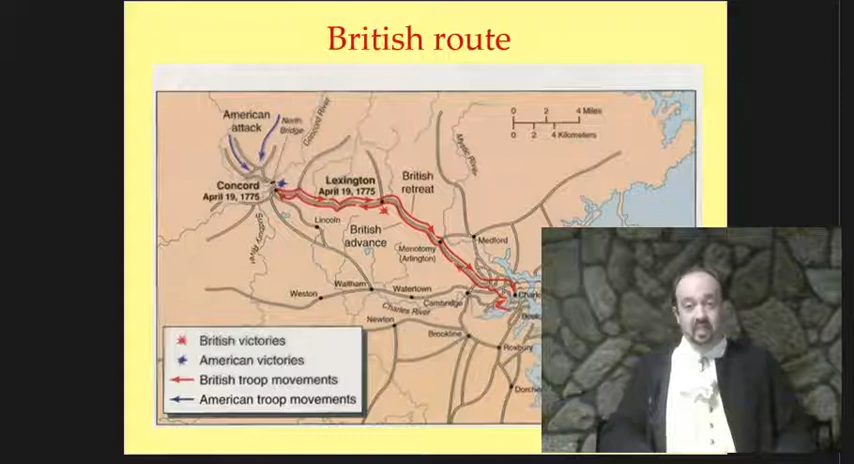 British route
American
attack
North
Bridge
Concord River
0 2 4 Miles
0 2 4 Kilometers
Mystic River
Concord
April 19, 1775
Lexington
April 19, 1775
British
retreat
Sudbury River
Lincoln
British
advance
Menotomy
(Arlington)
Medford
Waltham
Weston
Watertown
Cambridge
Charles River
Newton
Brookline
Roxbury
British victories
American victories
British troop movements
American troop movements